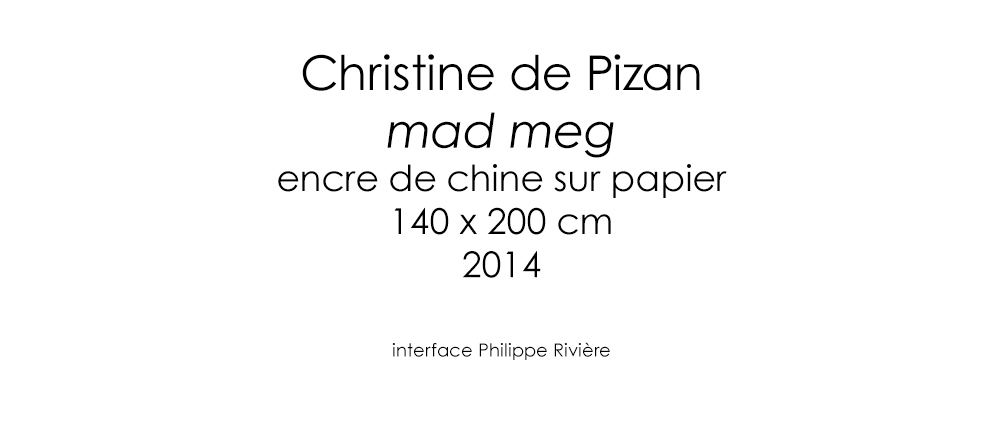 Christine de Pizan
mad meg
encre de chine sur papier
140 x 200 cm
2014
interface Philippe Rivière